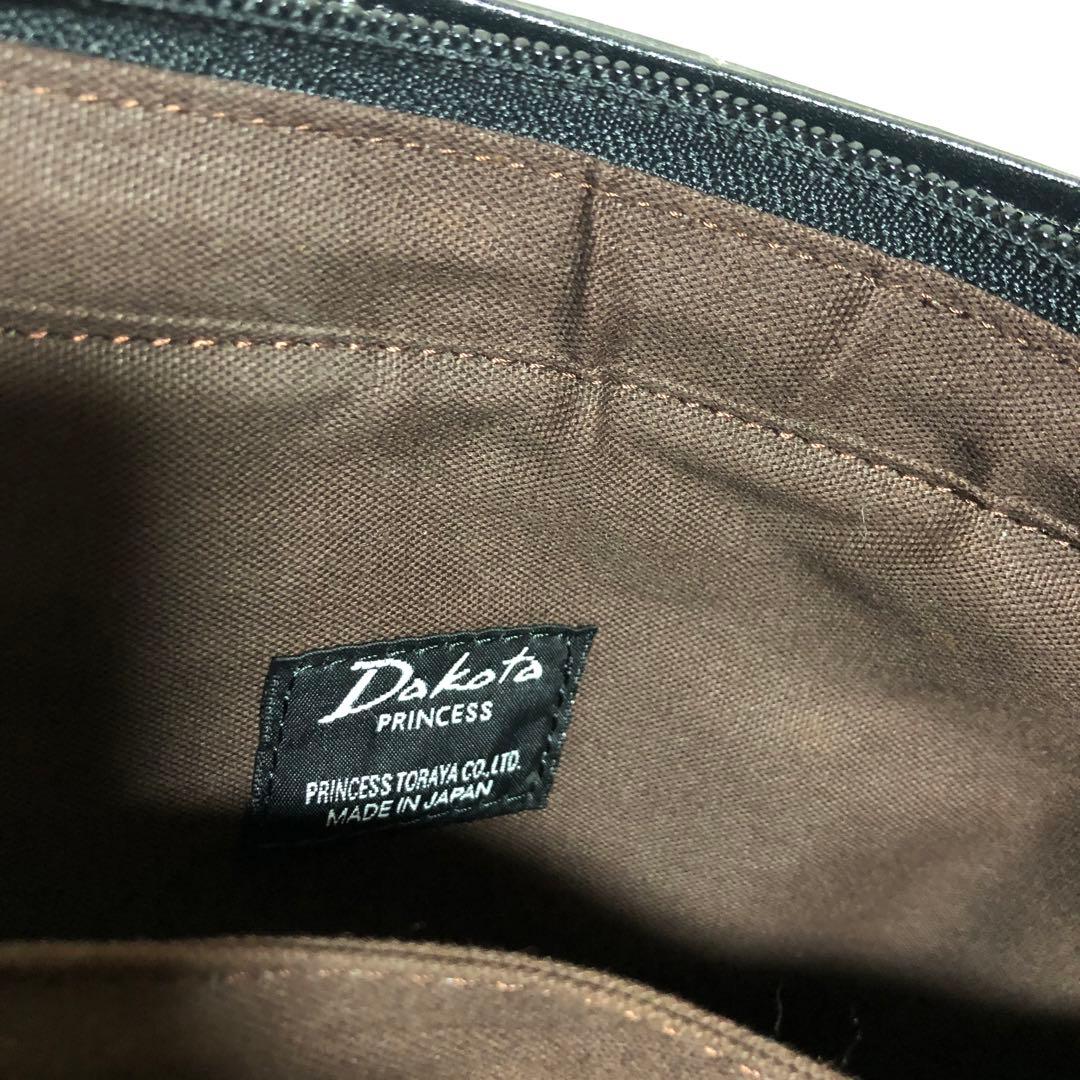 Dakota
PRINCESS
PRINCESS TORAYA CO.,LTD.
MADE IN JAPAN